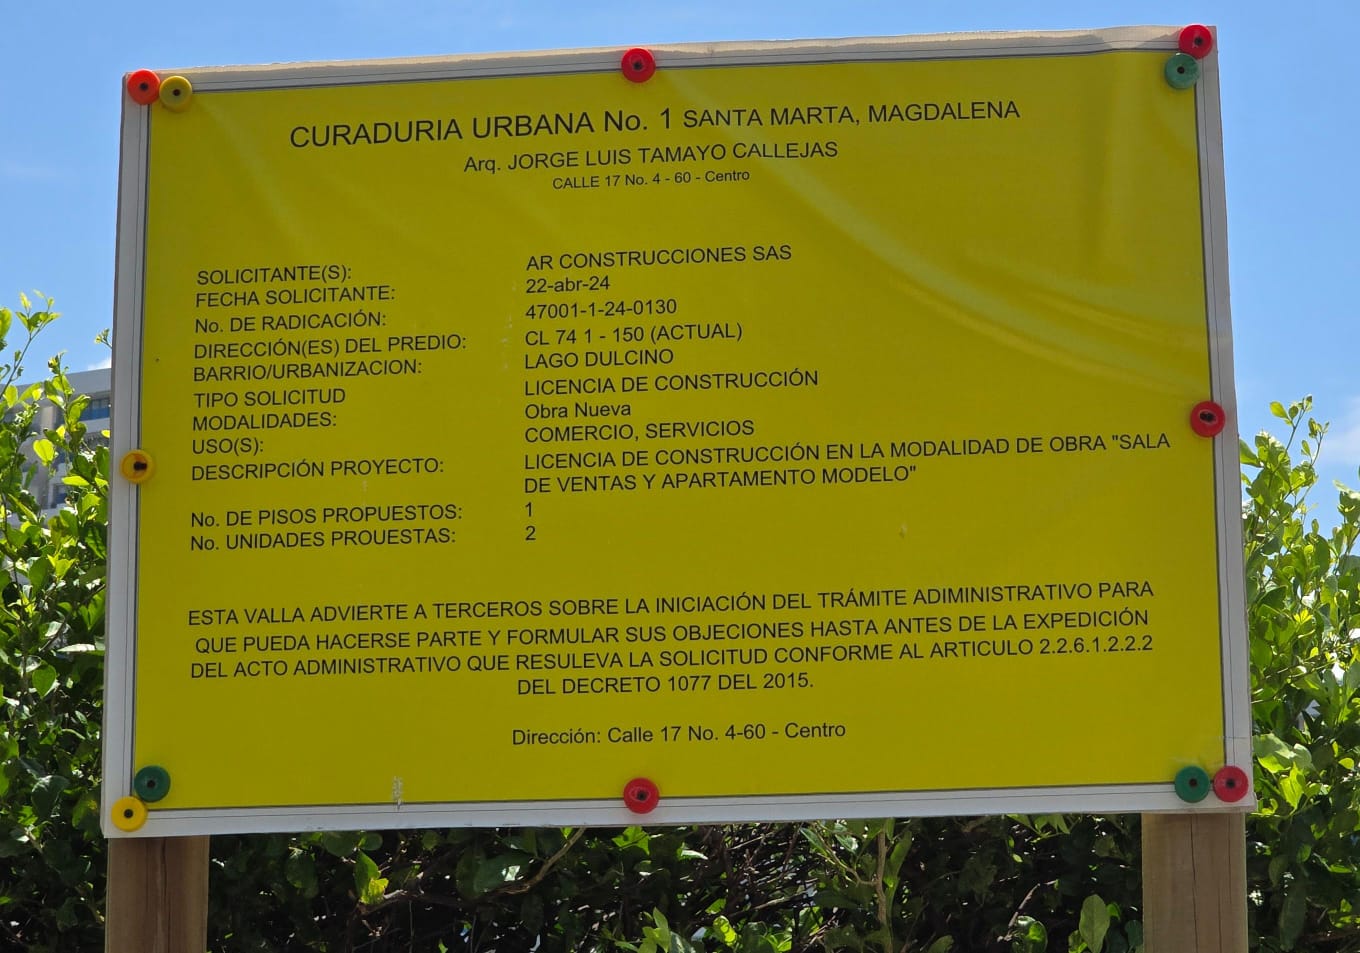 CURADURIA URBANA No. 1 SANTA MARTA, MAGDALENA
Arq. JORGE LUIS TAMAYO CALLEJAS
CALLE 17 No. 4 - 60 - Centro
SOLICITANTE(S): AR CONSTRUCCIONES SAS
FECHA SOLICITANTE: 22-abr-24
No. DE RADICACIÓN: 47001-1-24-0130
DIRECCIÓN(ES) DEL PREDIO: CL 74 1 - 150 (ACTUAL)
BARRIO/URBANIZACION: LAGO DULCINO
TIPO SOLICITUD LICENCIA DE CONSTRUCCIÓN
MODALIDADES: Obra Nueva
USO(S): COMERCIO, SERVICIOS
DESCRIPCIÓN PROYECTO: LICENCIA DE CONSTRUCCIÓN EN LA MODALIDAD DE OBRA "SALA
DE VENTAS Y APARTAMENTO MODELO"
No. DE PISOS PROPUESTOS: 1
No. UNIDADES PROUESTAS: 2
ESTA VALLA ADVIERTE A TERCEROS SOBRE LA INICIACIÓN DEL TRÁMITE ADIMINISTRATIVO PARA
QUE PUEDA HACERSE PARTE Y FORMULAR SUS OBJECIONES HASTA ANTES DE LA EXPEDICIÓN
DEL ACTO ADMINISTRATIVO QUE RESULEVA LA SOLICITUD CONFORME AL ARTICULO 2.2.6.1.2.2.2
DEL DECRETO 1077 DEL 2015.
Dirección: Calle 17 No. 4-60 - Centro